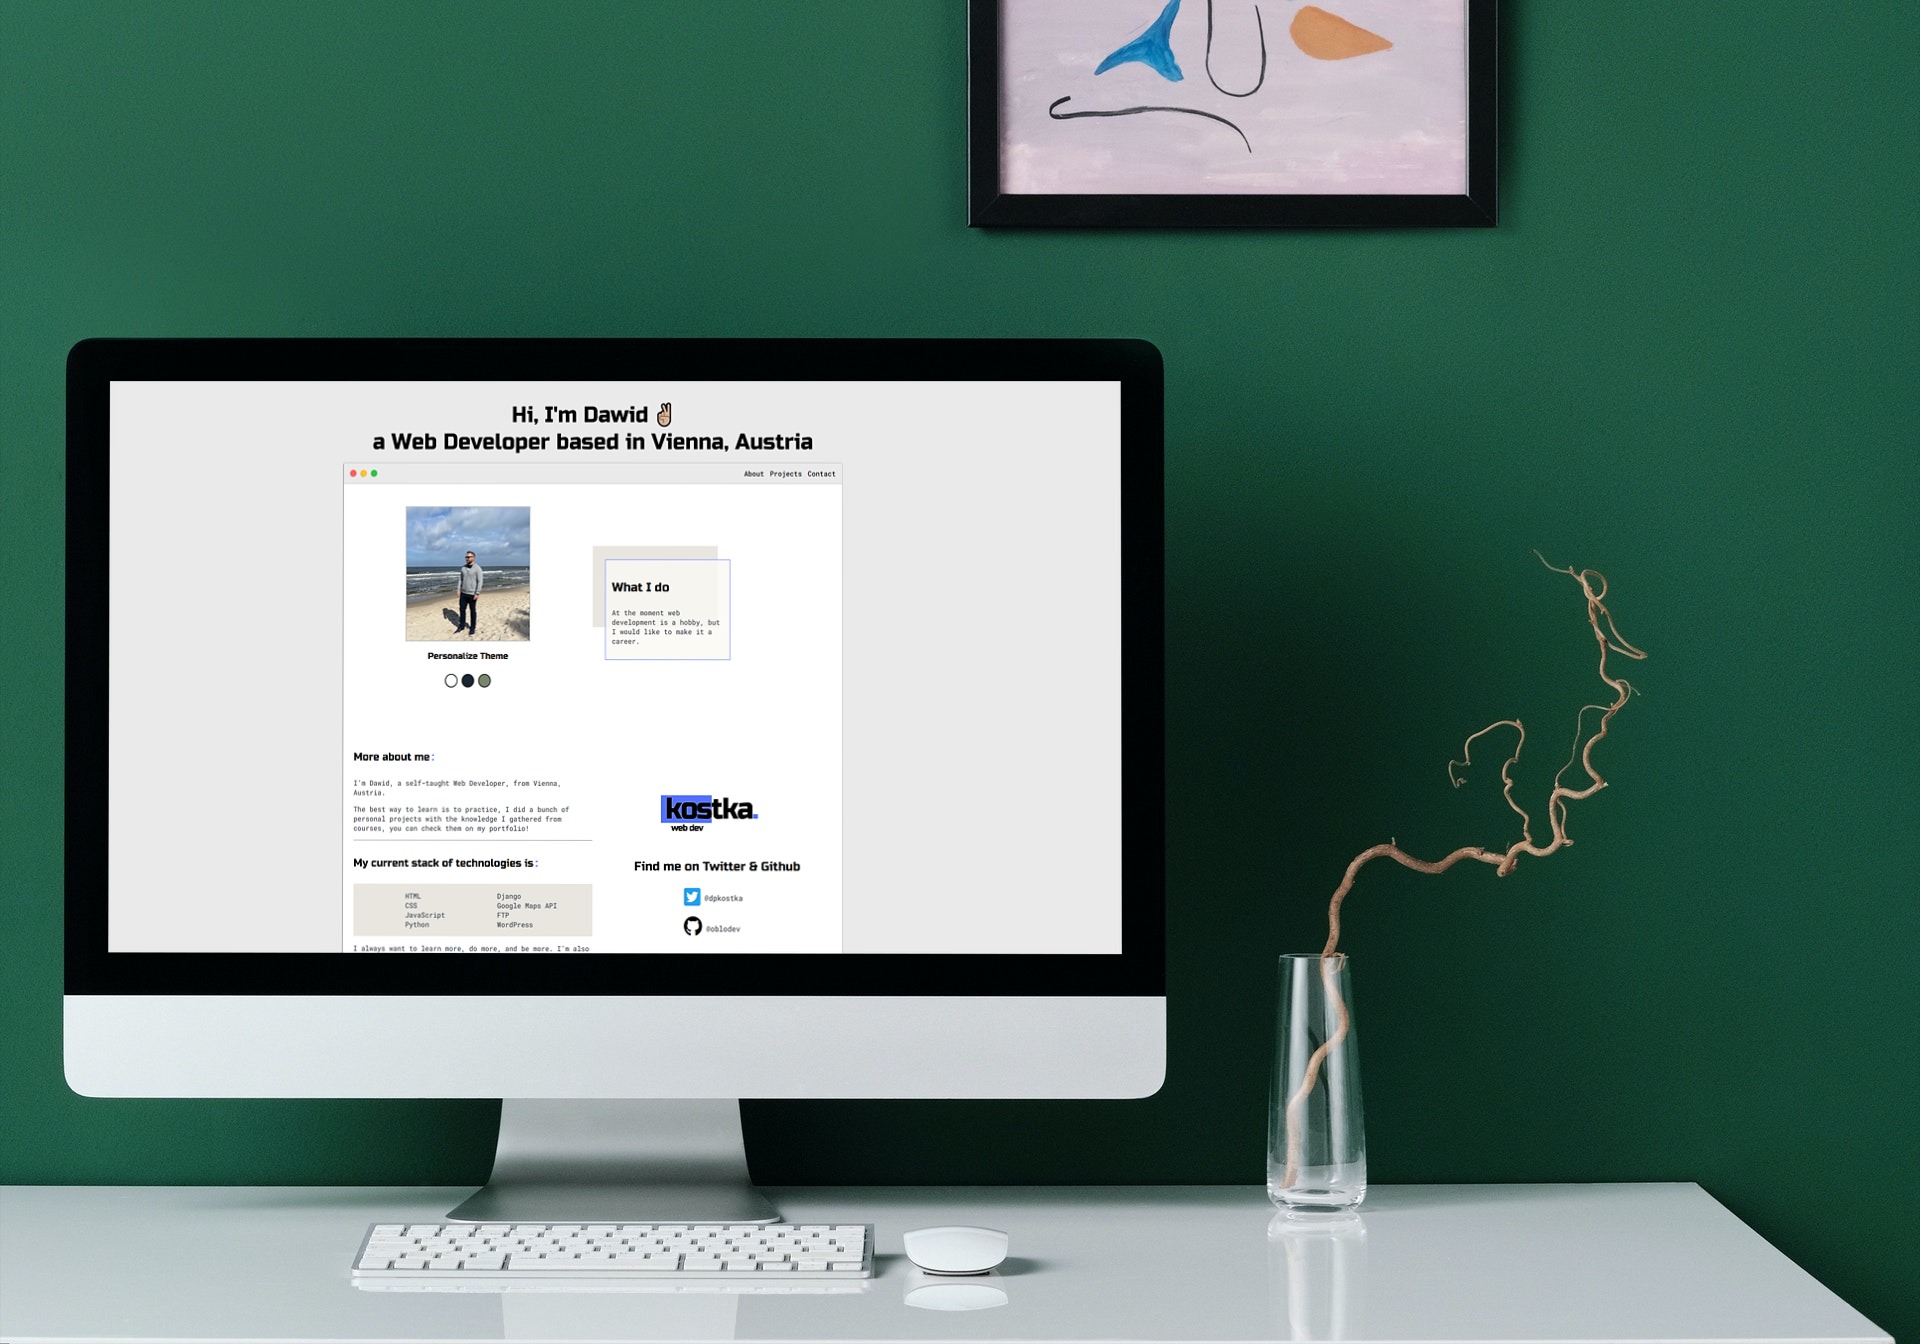 Hi, I'm Dawid ✌🏼
a Web Developer based in Vienna, Austria
About Projects Contact
What I do
At the moment web
development is a hobby, but
I would like to make it a
career.
Personalize Theme
More about me:
I'm Dawid, a self-taught Web Developer, from Vienna,
Austria.
The best way to learn is to practice, I did a bunch of
personal projects with the knowledge I gathered from
courses, you can check them on my portfolio!
My current stack of technologies is:
HTML
CSS
JavaScript
Python
Django
Google Maps API
FTP
WordPress
I always want to learn more, do more, and be more. I'm also
kostka.
web dev
Find me on Twitter & Github
@dpkostka
@oblodev